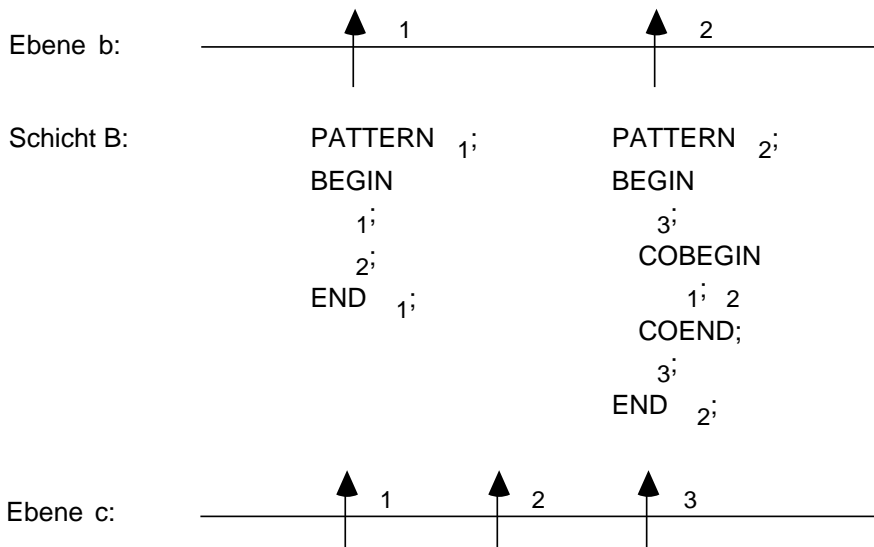 1 2
Ebene b:
Schicht B: PATTERN 1; PATTERN 2;
BEGIN BEGIN
1; 3;
2; COBEGIN
END 1; 1; 2
COEND;
3;
END 2;
1 2 3
Ebene c: